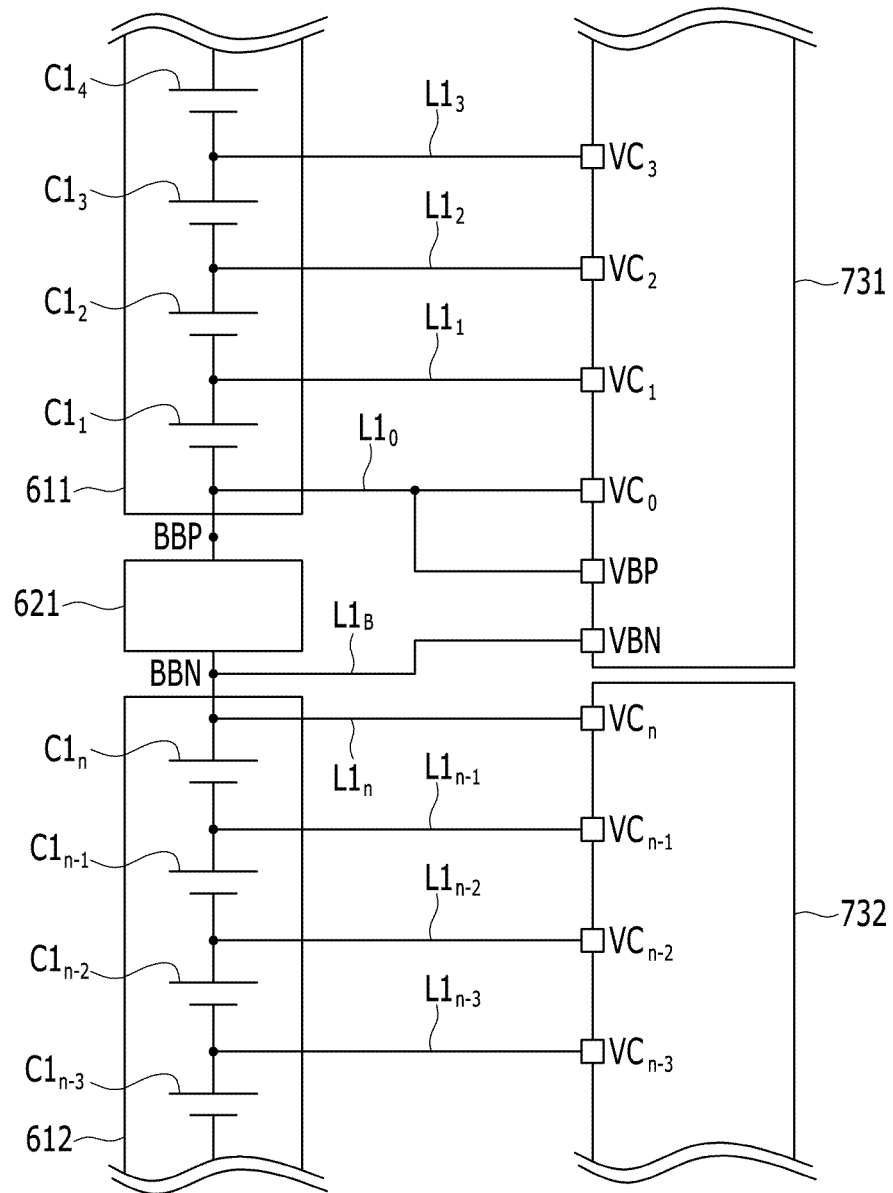 C1₄
L1₃
VC₃
C1₃
L1₂
VC₂
731
C1₂
L1₁
VC₁
C1₁
L1₀
VC₀
611
BBP
VBP
621
L1_B
VBN
BBN
VCₙ
C1ₙ
L1ₙ
L1ₙ₋₁
VCₙ₋₁
C1ₙ₋₁
L1ₙ₋₂
732
VCₙ₋₂
C1ₙ₋₂
L1ₙ₋₃
VCₙ₋₃
C1ₙ₋₃
612